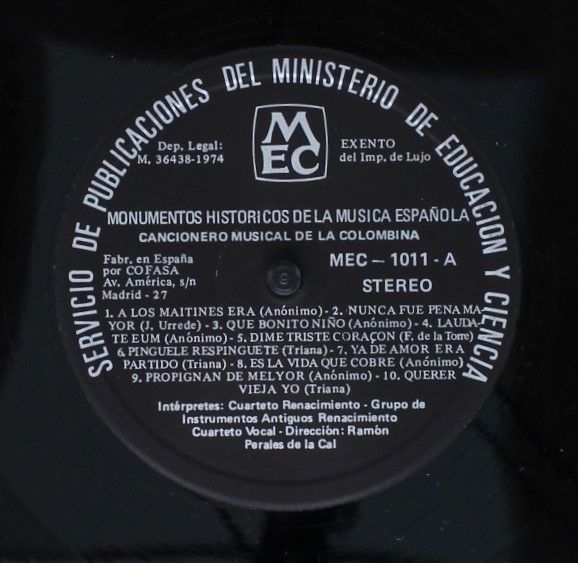 SERVICIO DE PUBLICACIONES DEL MINISTERIO DE EDUCACION Y CIENCIA
MEC
Dep. Legal:
M. 36438-1974
EXENTO
del Imp. de Lujo
MONUMENTOS HISTORICOS DE LA MUSICA ESPAÑOLA
CANCIONERO MUSICAL DE LA COLOMBINA
Fabr. en España
por COFASA
Av. América, s/n
Madrid - 27
MEC - 1011 - A
STEREO
1. A LOS MAITINES ERA (Anónimo) - 2. NUNCA FUE PENA MA
YOR (J. Urrede) - 3. QUE BONITO NIÑO (Anónimo) - 4. LAUDA-
TE EUM (Anónimo) - 5. DIME TRISTE CORAÇON (F. de la Torre)
6. PINGUELE RESPINGUETE (Triana) - 7. YA DE AMOR ERA
PARTIDO (Triana) - 8. ES LA VIDA QUE COBRE (Anónimo)
9. PROPIGNAN DE MELYOR (Anónimo) - 10. QUERER
VIEJA YO (Triana)
Intérpretes: Cuarteto Renacimiento - Grupo de
Instrumentos Antiguos Renacimiento
Cuarteto Vocal - Dirección: Ramón
Perales de la Cal